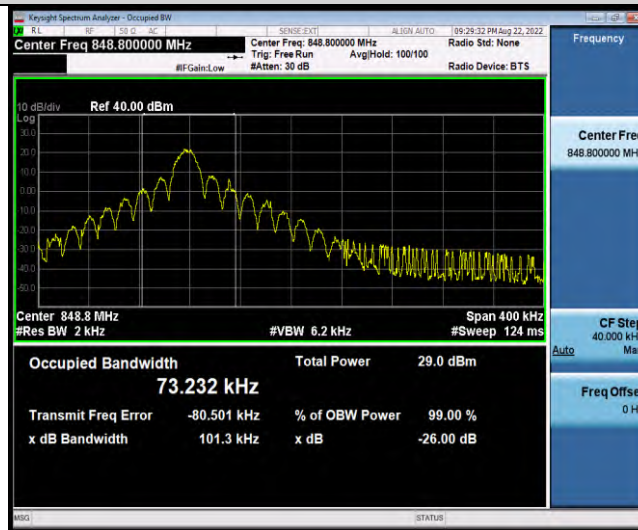 Keysight Spectrum Analyzer - Occupied BW
RL RF 50 Ω AC SENSE:EXT ALIGN AUTO 09:29:32 PM Aug 22, 2022
Center Freq 848.800000 MHz
Center Freq: 848.800000 MHz Radio Std: None
Trig: Free Run Avg|Hold: 100/100
#IFGain:Low #Atten: 30 dB Radio Device: BTS
Frequency
10 dB/div Ref 40.00 dBm
Log
30.0
20.0
10.0
0.00
-10.0
-20.0
-30.0
-40.0
-50.0
Center Fre
848.800000 MH
Center 848.8 MHz Span 400 kHz
#Res BW 2 kHz #VBW 6.2 kHz #Sweep 124 ms
CF Step
40.000 kH
Auto Ma
Occupied Bandwidth Total Power 29.0 dBm
73.232 kHz
Transmit Freq Error -80.501 kHz % of OBW Power 99.00 %
x dB Bandwidth 101.3 kHz x dB -26.00 dB
Freq Offse
0 H
MSG STATUS